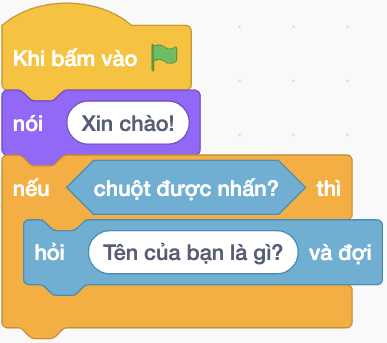 Khi bấm vào
nói Xin chào!
nếu chuột được nhấn? thì
hỏi Tên của bạn là gì? và đợi